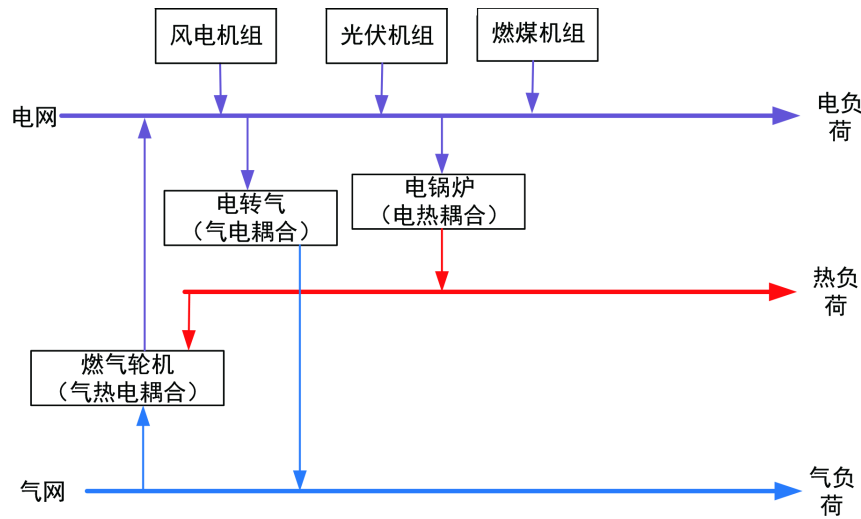 风电机组
光伏机组
燃煤机组
电网
电负
荷
电转气
（气电耦合）
电锅炉
（电热耦合）
热负
荷
燃气轮机
（气热电耦合）
气网
气负
荷